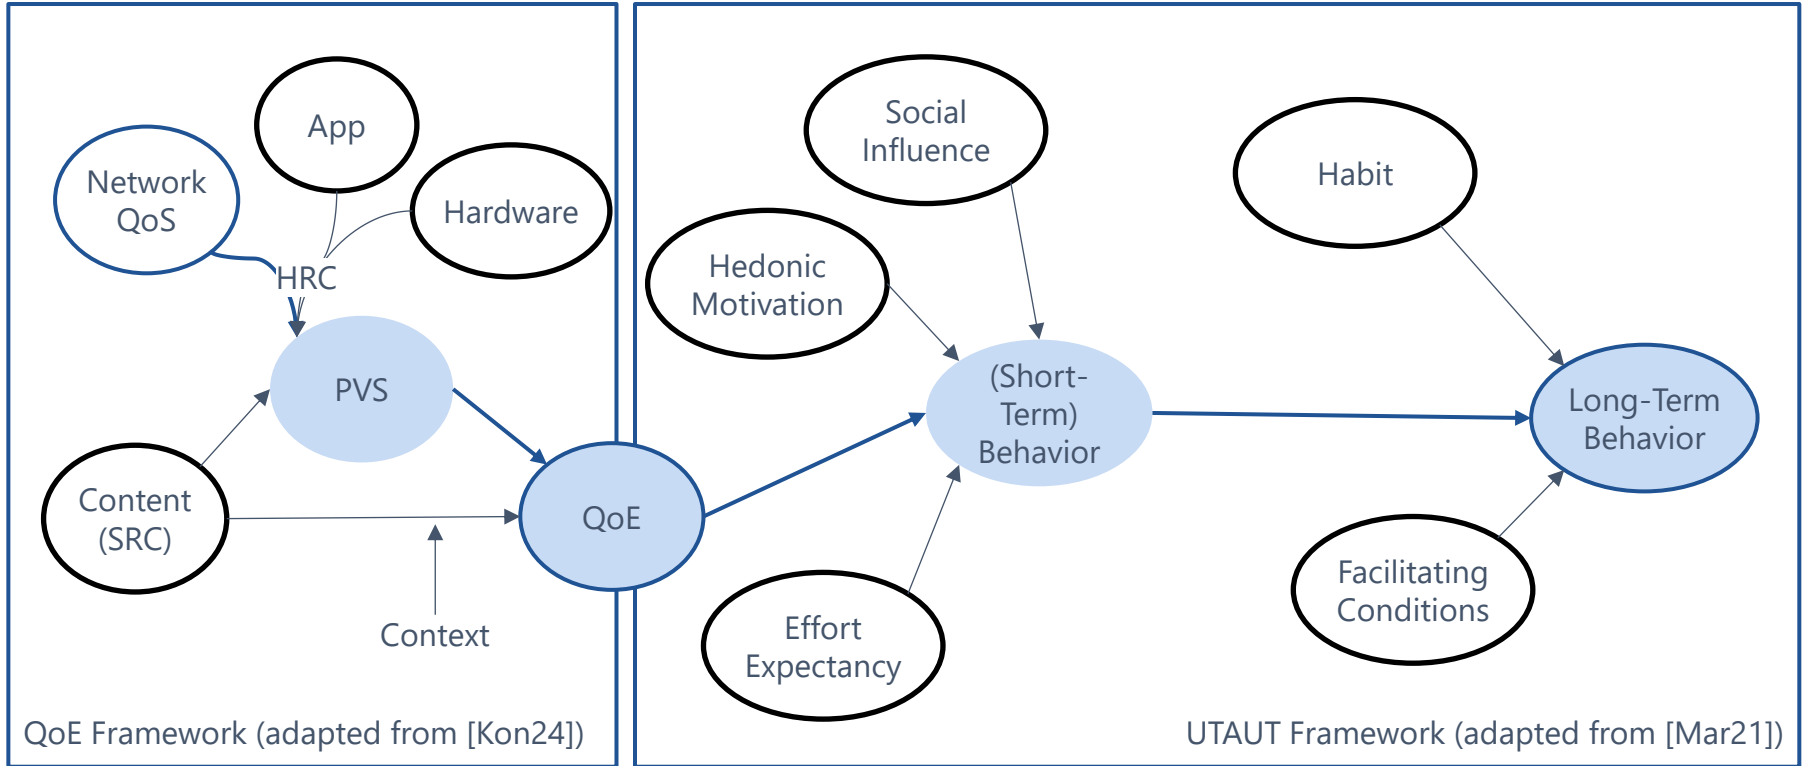 App
Network
QoS
Hardware
HRC
PVS
Content
(SRC)
QoE
Context
QoE Framework (adapted from [Kon24])
Social
Influence
Hedonic
Motivation
(Short-
Term)
Behavior
Effort
Expectancy
Habit
Long-Term
Behavior
Facilitating
Conditions
UTAUT Framework (adapted from [Mar21])